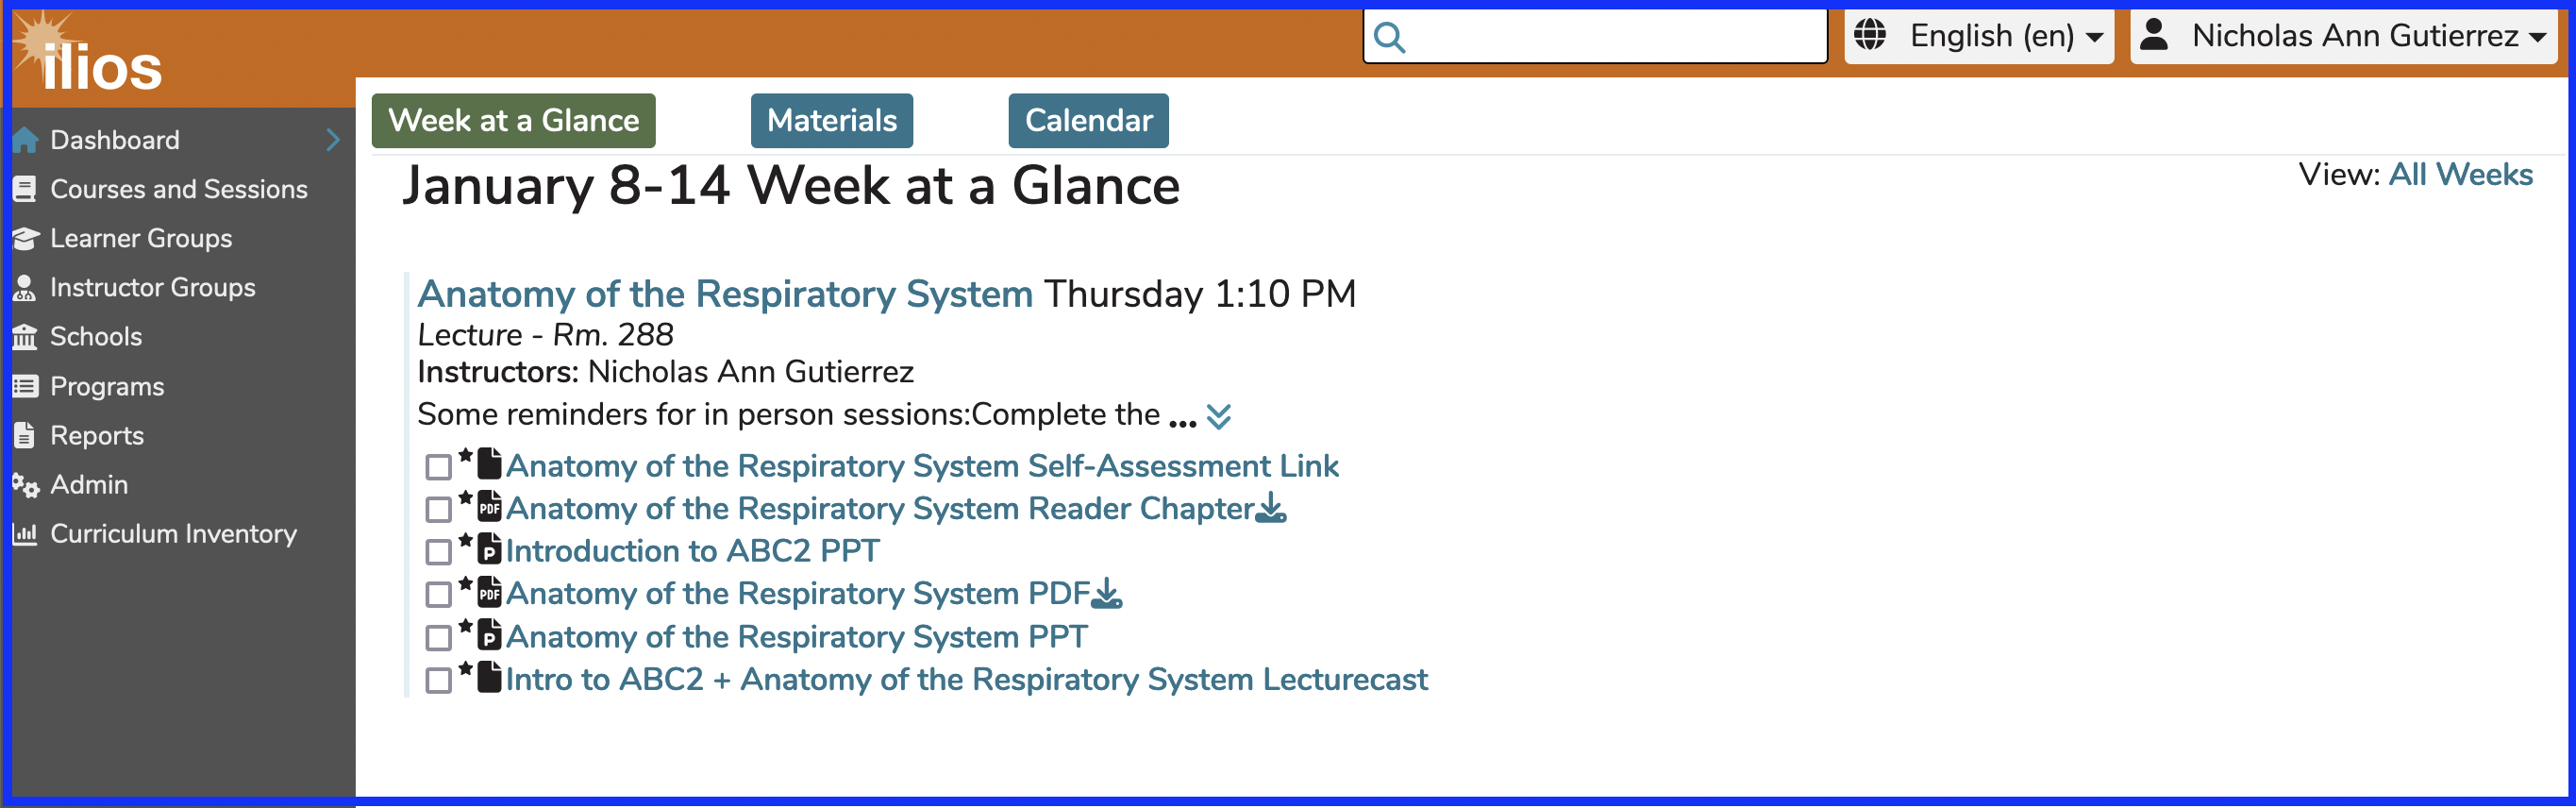 ilios
English (en)
Nicholas Ann Gutierrez
Dashboard
Courses and Sessions
Learner Groups
Instructor Groups
Schools
Programs
Reports
Admin
Curriculum Inventory
Week at a Glance
Materials
Calendar
January 8-14 Week at a Glance
View: All Weeks
Anatomy of the Respiratory System Thursday 1:10 PM
Lecture - Rm. 288
Instructors: Nicholas Ann Gutierrez
Some reminders for in person sessions:Complete the ...
Anatomy of the Respiratory System Self-Assessment Link
PDF Anatomy of the Respiratory System Reader Chapter
P Introduction to ABC2 PPT
PDF Anatomy of the Respiratory System PDF
P Anatomy of the Respiratory System PPT
Intro to ABC2 + Anatomy of the Respiratory System Lecturecast